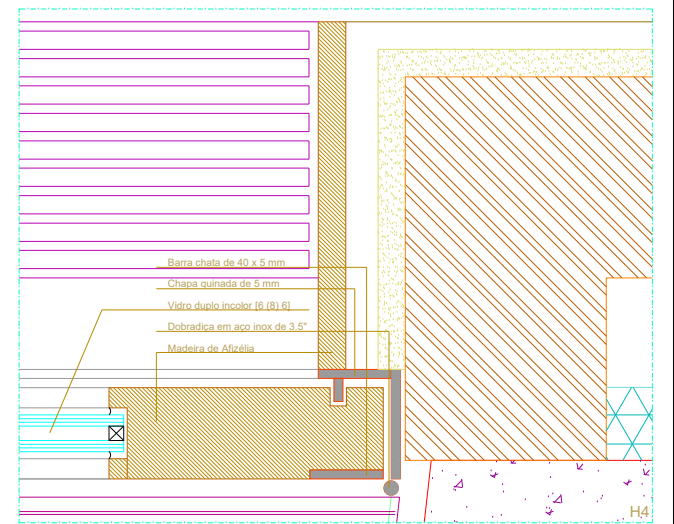 Barra chata de 40 x 5 mm
Chapa quinada de 5 mm
Vidro duplo incolor [6 (8) 6]
Dobradiça em aço inox de 3.5"
Madeira de Afizélia
H4